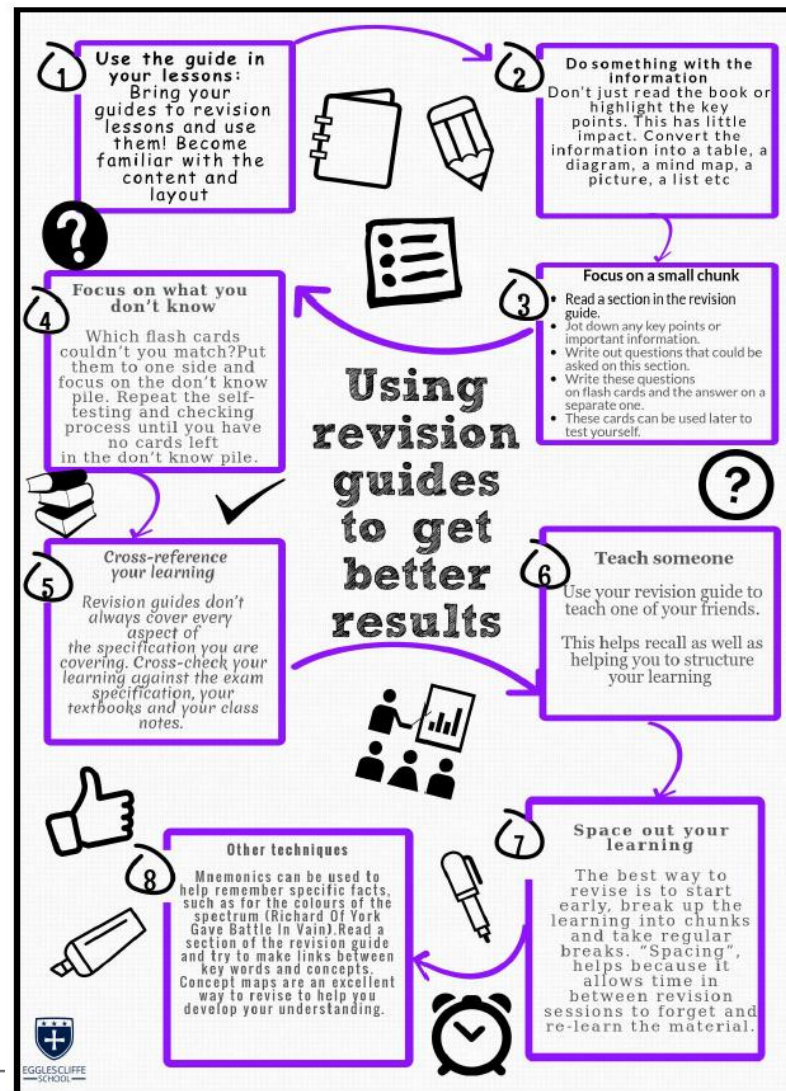 1
Use the guide in
your lessons:
Bring your
guides to revision
lessons and use
them! Become
familiar with the
content and
layout
2
Do something with the
information
Don't just read the book or
highlight the key
points. This has little
impact. Convert the
information into a table, a
diagram, a mind map, a
picture, a list etc
3
Focus on a small chunk
• Read a section in the revision
guide.
• Jot down any key points or
important information.
• Write out questions that could be
asked on this section.
• Write these questions
on flash cards and the answer on a
separate one.
• These cards can be used later to
test yourself.
?
4
Focus on what you
don't know
Which flash cards
couldn't you match?Put
them to one side and
focus on the don't know
pile. Repeat the self-
testing and checking
process until you have
no cards left
in the don't know pile.
Using
revision
guides
to get
better
results
?
5
Cross-reference
your learning
Revision guides don't
always cover every
aspect of
the specification you are
covering. Cross-check your
learning against the exam
specification, your
textbooks and your class
notes.
6
Teach someone
Use your revision guide to
teach one of your friends.
This helps recall as well as
helping you to structure
your learning
7
Space out your
learning
The best way to
revise is to start
early, break up the
learning into chunks
and take regular
breaks. "Spacing",
helps because it
allows time in
between revision
sessions to forget and
re-learn the material.
8
Other techniques
Mnemonics can be used to
help remember specific facts,
such as for the colours of the
spectrum (Richard Of York
Gave Battle In Vain).Read a
section of the revision guide
and try to make links between
key words and concepts.
Concept maps are an excellent
way to revise to help you
develop your understanding.
EGGLESCLIFFE
SCHOOL